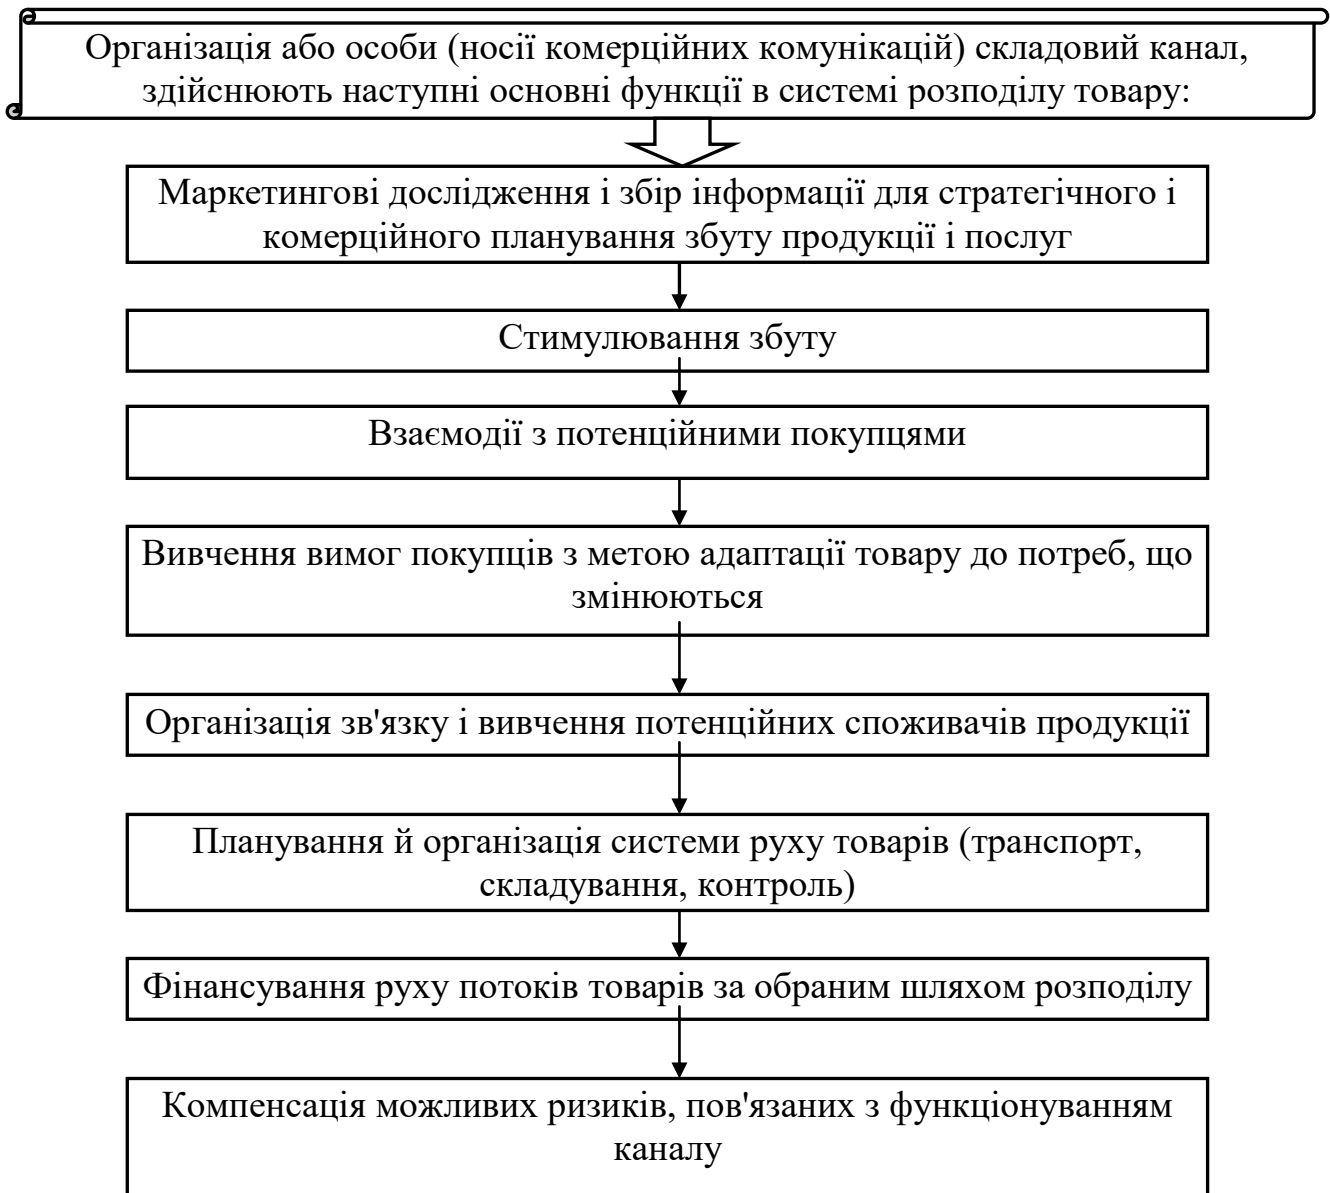 Організація або особи (носії комерційних комунікацій) складовий канал,
здійснюють наступні основні функції в системі розподілу товару:
Маркетингові дослідження і збір інформації для стратегічного і
комерційного планування збуту продукції і послуг
Стимулювання збуту
Взаємодії з потенційними покупцями
Вивчення вимог покупців з метою адаптації товару до потреб, що
змінюються
Організація зв'язку і вивчення потенційних споживачів продукції
Планування й організація системи руху товарів (транспорт,
складування, контроль)
Фінансування руху потоків товарів за обраним шляхом розподілу
Компенсація можливих ризиків, пов'язаних з функціонуванням
каналу